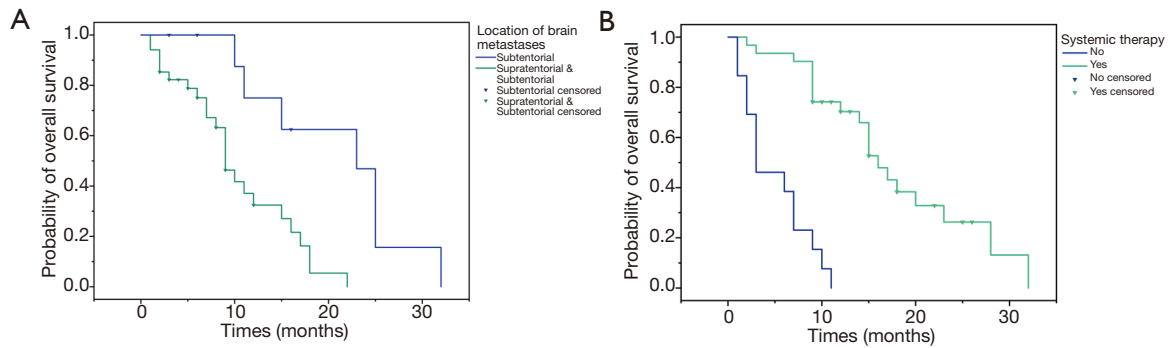 A
Probability of overall survival
1.0
0.8
0.6
0.4
0.2
0.0
0 10 20 30
Times (months)
Location of brain
metastases
Subtentorial
Supratentorial &
Subtentorial
Subtentorial censored
Supratentorial &
Subtentorial censored
B
Probability of overall survival
1.0
0.8
0.6
0.4
0.2
0.0
0 10 20 30
Times (months)
Systemic therapy
No
Yes
No censored
Yes censored